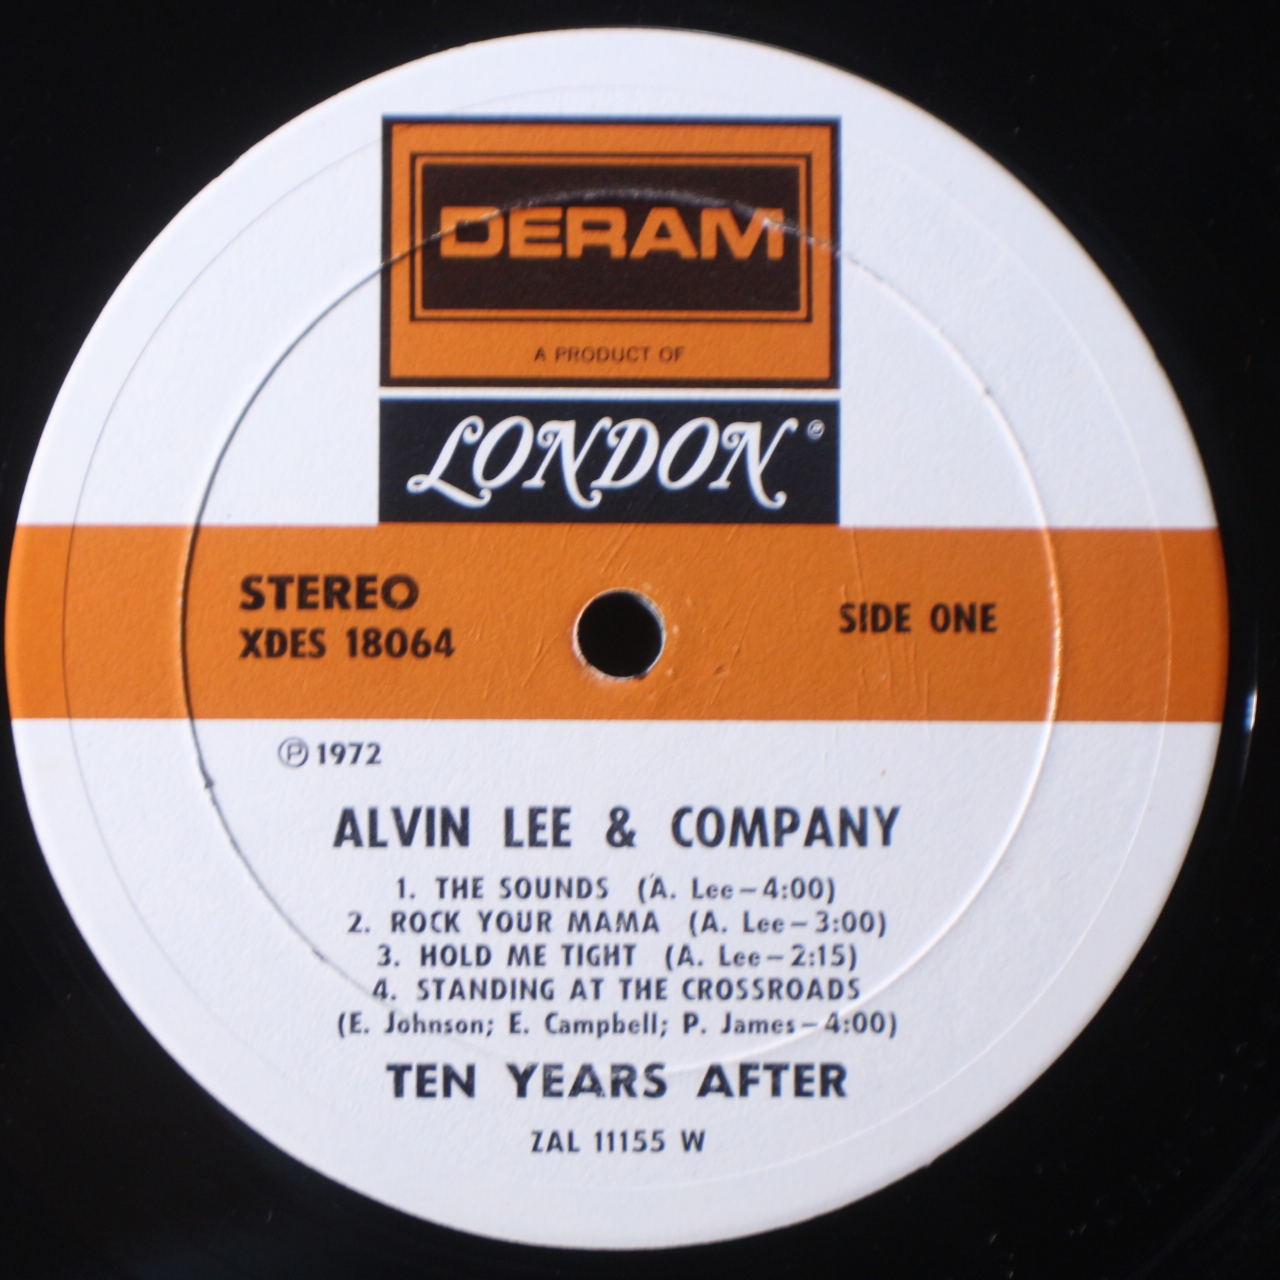 DERAM
A PRODUCT OF
LONDON®
STEREO
XDES 18064
SIDE ONE
℗ 1972
ALVIN LEE & COMPANY
1. THE SOUNDS (A. Lee–4:00)
2. ROCK YOUR MAMA (A. Lee–3:00)
3. HOLD ME TIGHT (A. Lee–2:15)
4. STANDING AT THE CROSSROADS
(E. Johnson; E. Campbell; P. James–4:00)
TEN YEARS AFTER
ZAL 11155 W